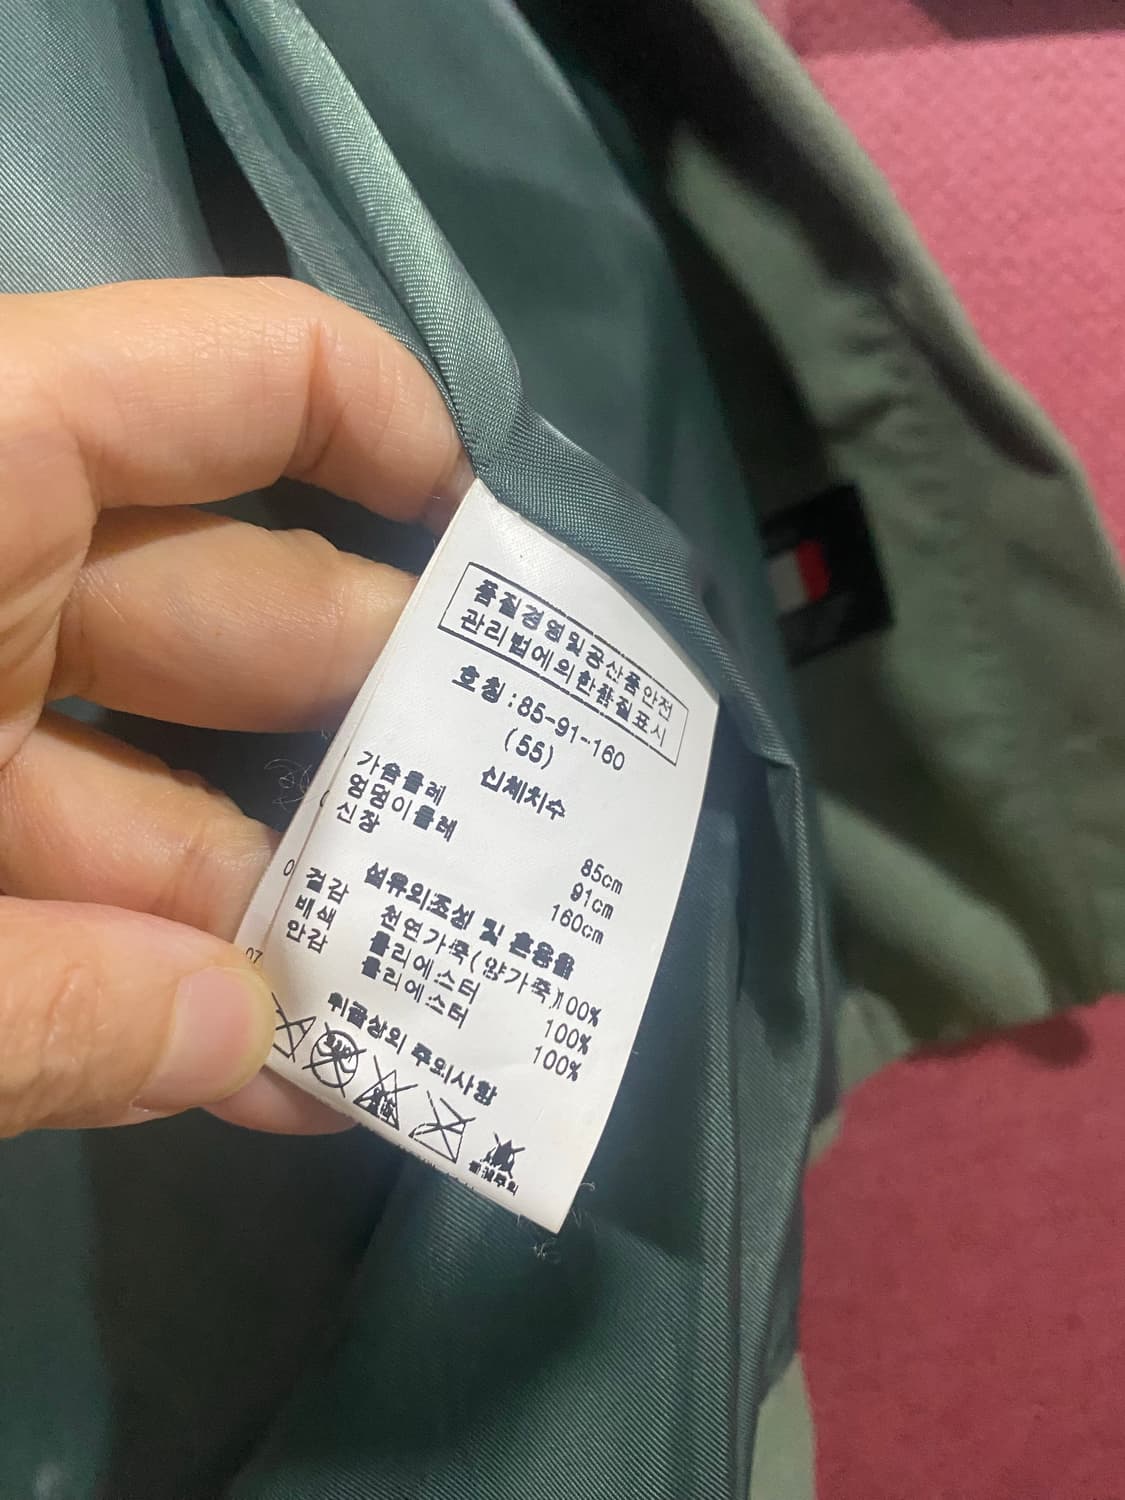 품질경영및공산품안전
관리법에의한품질표시
호칭:85-91-160
(55)
신체치수
가슴둘레 85cm
엉덩이둘레 91cm
신장 160cm
섬유의조성 및 혼용율
겉감 천연가죽(양가죽)100%
배색 폴리에스터 100%
안감 폴리에스터 100%
취급상의 주의사항
0
07